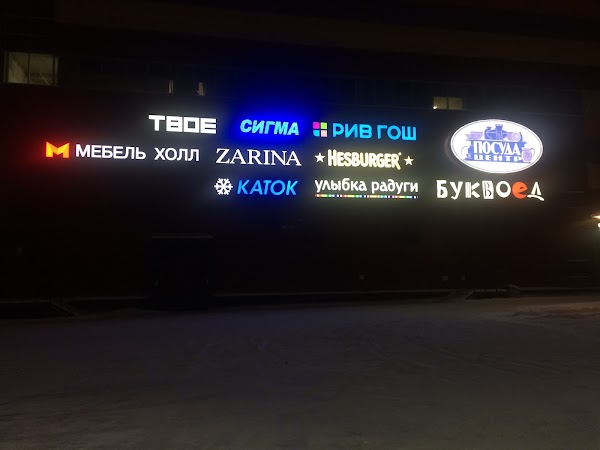 ТВОЕ СИГМА РИВ ГОШ
ПОСУДА
ЦЕНТР
МЕБЕЛЬ ХОЛЛ ZARINA HESBURGER
КАТОК улыбка радуги БУКВОЕД